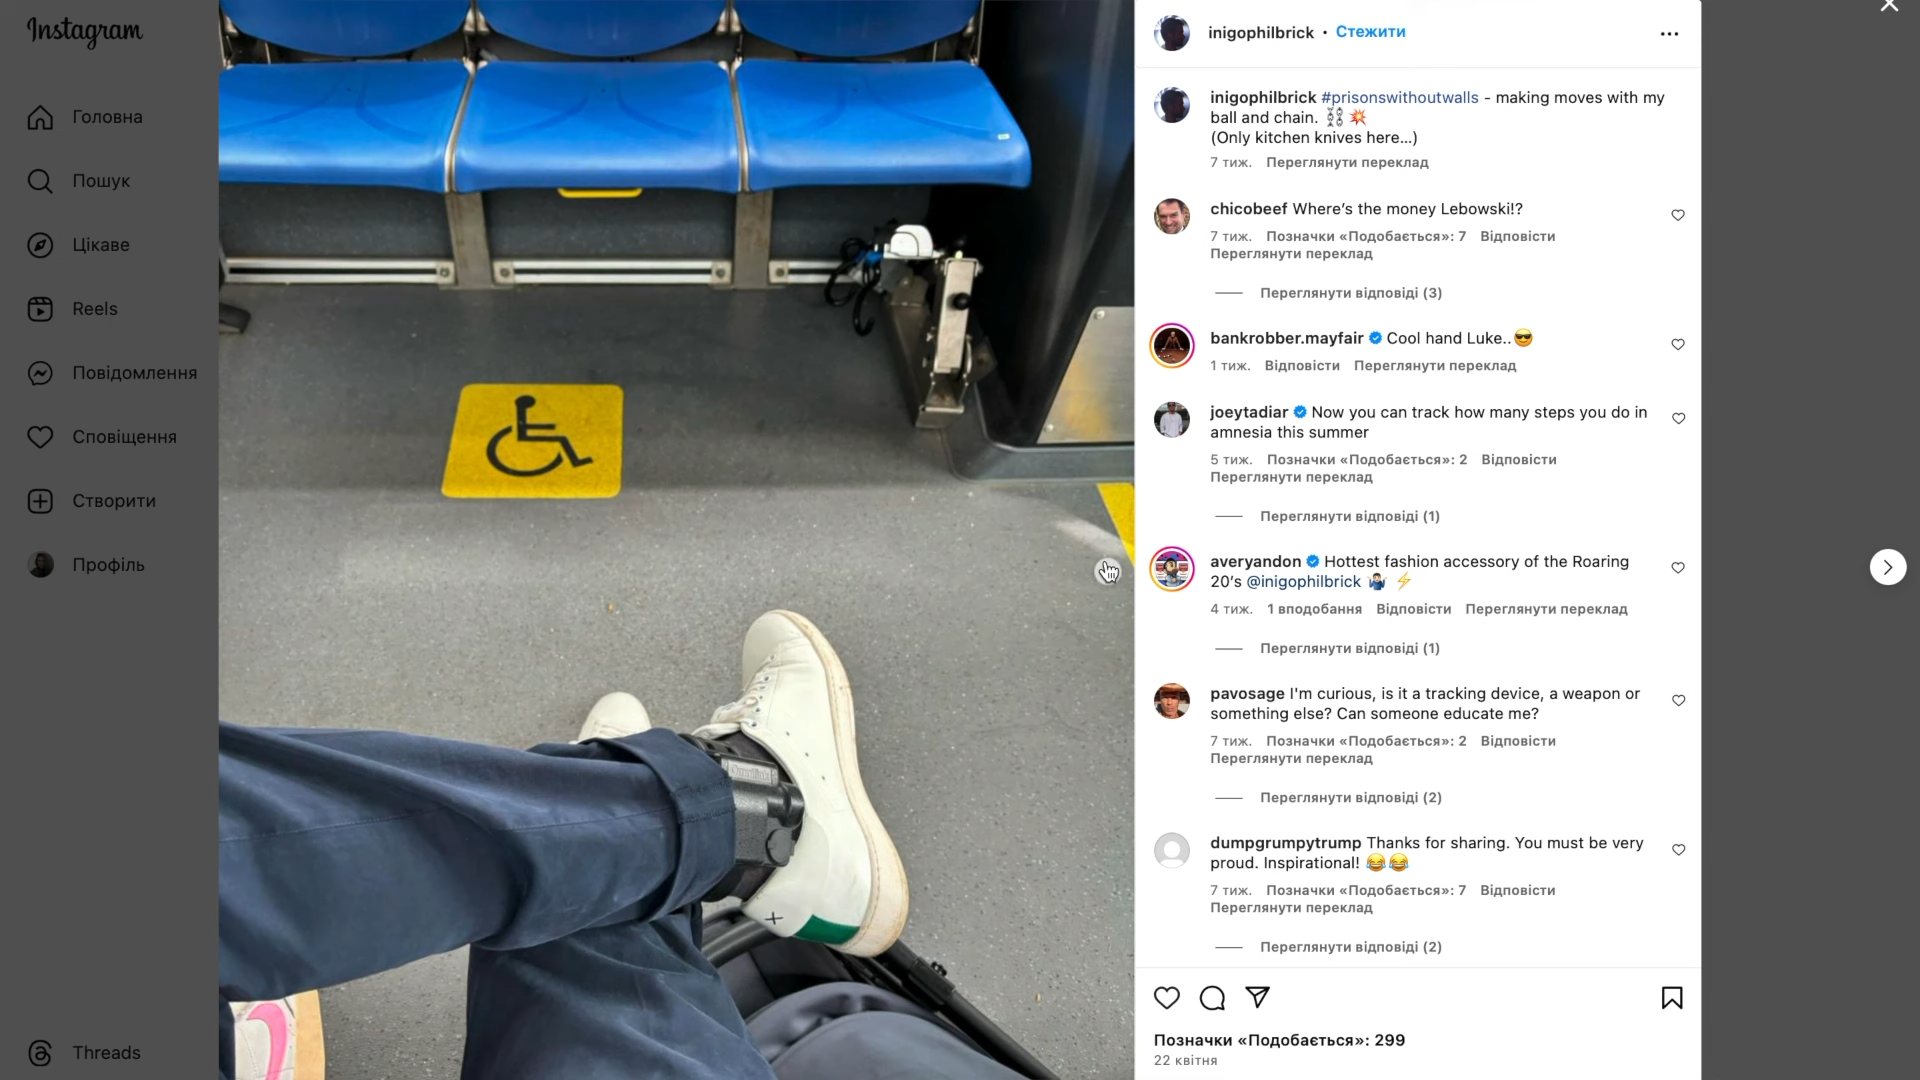 Instagram
Головна
Пошук
Цікаве
Reels
Повідомлення
Сповіщення
Створити
Профіль
Threads
inigophilbrick • Стежити
inigophilbrick #prisonswithoutwalls - making moves with my
ball and chain. ⛓️💥
(Only kitchen knives here...)
7 тиж. Переглянути переклад
chicobeef Where's the money Lebowski!?
7 тиж. Позначки «Подобається»: 7 Відповісти
Переглянути переклад
Переглянути відповіді (3)
bankrobber.mayfair Cool hand Luke..😎
1 тиж. Відповісти Переглянути переклад
joeytadiar Now you can track how many steps you do in
amnesia this summer
5 тиж. Позначки «Подобається»: 2 Відповісти
Переглянути переклад
Переглянути відповіді (1)
averyandon Hottest fashion accessory of the Roaring
20's @inigophilbrick 🤷🏻‍♂️ ⚡
4 тиж. 1 вподобання Відповісти Переглянути переклад
Переглянути відповіді (1)
pavosage I'm curious, is it a tracking device, a weapon or
something else? Can someone educate me?
7 тиж. Позначки «Подобається»: 2 Відповісти
Переглянути переклад
Переглянути відповіді (2)
dumpgrumpytrump Thanks for sharing. You must be very
proud. Inspirational! 😂😂
7 тиж. Позначки «Подобається»: 7 Відповісти
Переглянути переклад
Переглянути відповіді (2)
Позначки «Подобається»: 299
22 квітня